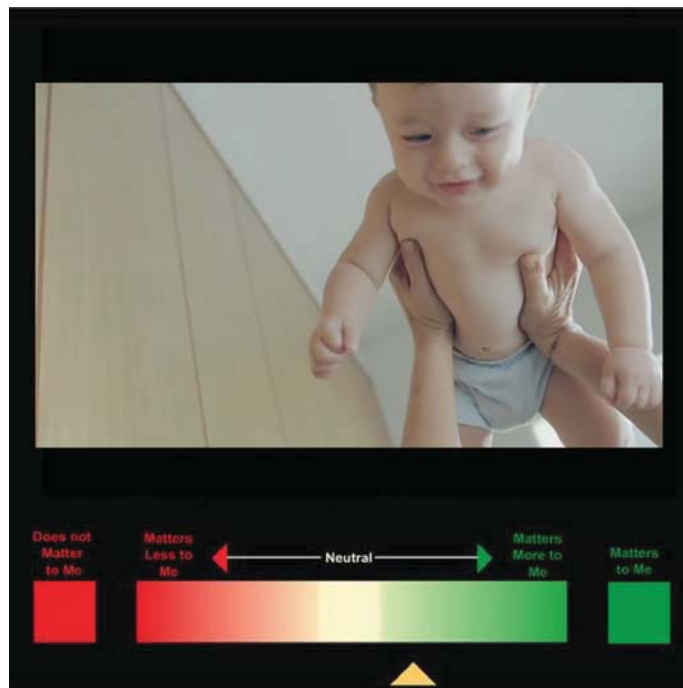 Does not
Matter
to Me
Matters
Less to
Me
Neutral
Matters
More to
Me
Matters
to Me